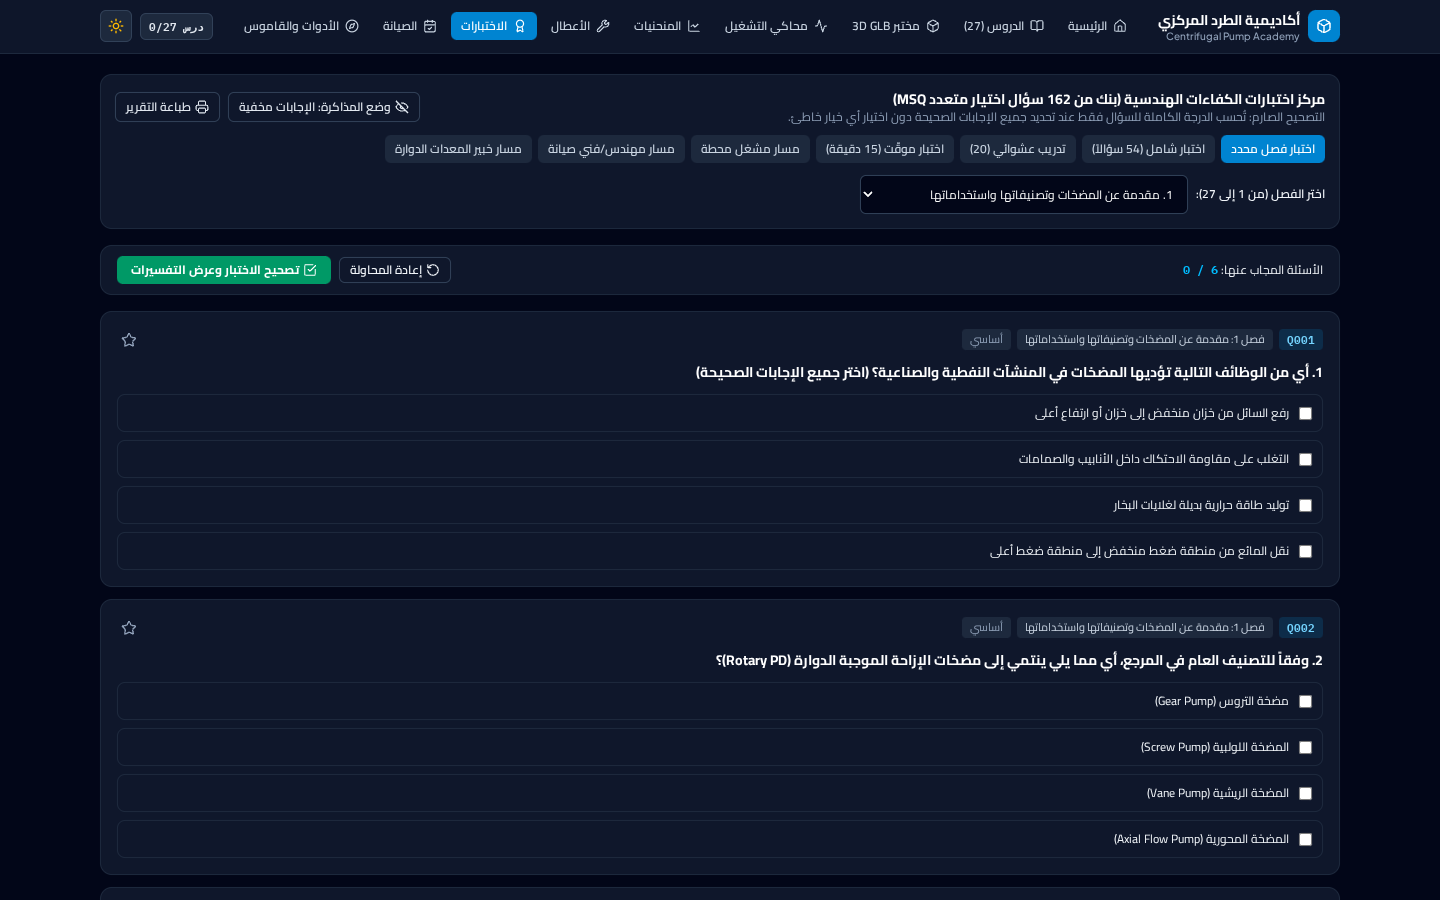 أكاديمية الطرد المركزي
Centrifugal Pump Academy
الرئيسية
الدروس (27)
مختبر 3D GLB
محاكي التشغيل
المنحنيات
الأعطال
الاختبارات
الصيانة
الأدوات والقاموس
درس 0/27
مركز اختبارات الكفاءات الهندسية (بنك من 162 سؤال اختيار متعدد MSQ)
التصحيح الصارم: تُحسب الدرجة الكاملة للسؤال فقط عند تحديد جميع الإجابات الصحيحة دون اختيار أي خيار خاطئ.
وضع المذاكرة: الإجابات مخفية
طباعة التقرير
اختبار فصل محدد
اختبار شامل (54 سؤالاً)
تدريب عشوائي (20)
اختبار موقّت (15 دقيقة)
مسار مشغل محطة
مسار مهندس/فني صيانة
مسار خبير المعدات الدوارة
اختر الفصل (من 1 إلى 27):
1. مقدمة عن المضخات وتصنيفاتها واستخداماتها
الأسئلة المجاب عنها: 0 / 6
إعادة المحاولة
تصحيح الاختبار وعرض التفسيرات
Q001
فصل 1: مقدمة عن المضخات وتصنيفاتها واستخداماتها
أساسي
1. أي من الوظائف التالية تؤديها المضخات في المنشآت النفطية والصناعية؟ (اختر جميع الإجابات الصحيحة)
رفع السائل من خزان منخفض إلى خزان أو ارتفاع أعلى
التغلب على مقاومة الاحتكاك داخل الأنابيب والصمامات
توليد طاقة حرارية بديلة لغلايات البخار
نقل المائع من منطقة ضغط منخفض إلى منطقة ضغط أعلى
Q002
فصل 1: مقدمة عن المضخات وتصنيفاتها واستخداماتها
أساسي
2. وفقاً للتصنيف العام في المرجع، أي مما يلي ينتمي إلى مضخات الإزاحة الموجبة الدوارة (Rotary PD)؟
مضخة التروس (Gear Pump)
المضخة اللولبية (Screw Pump)
المضخة الريشية (Vane Pump)
المضخة المحورية (Axial Flow Pump)